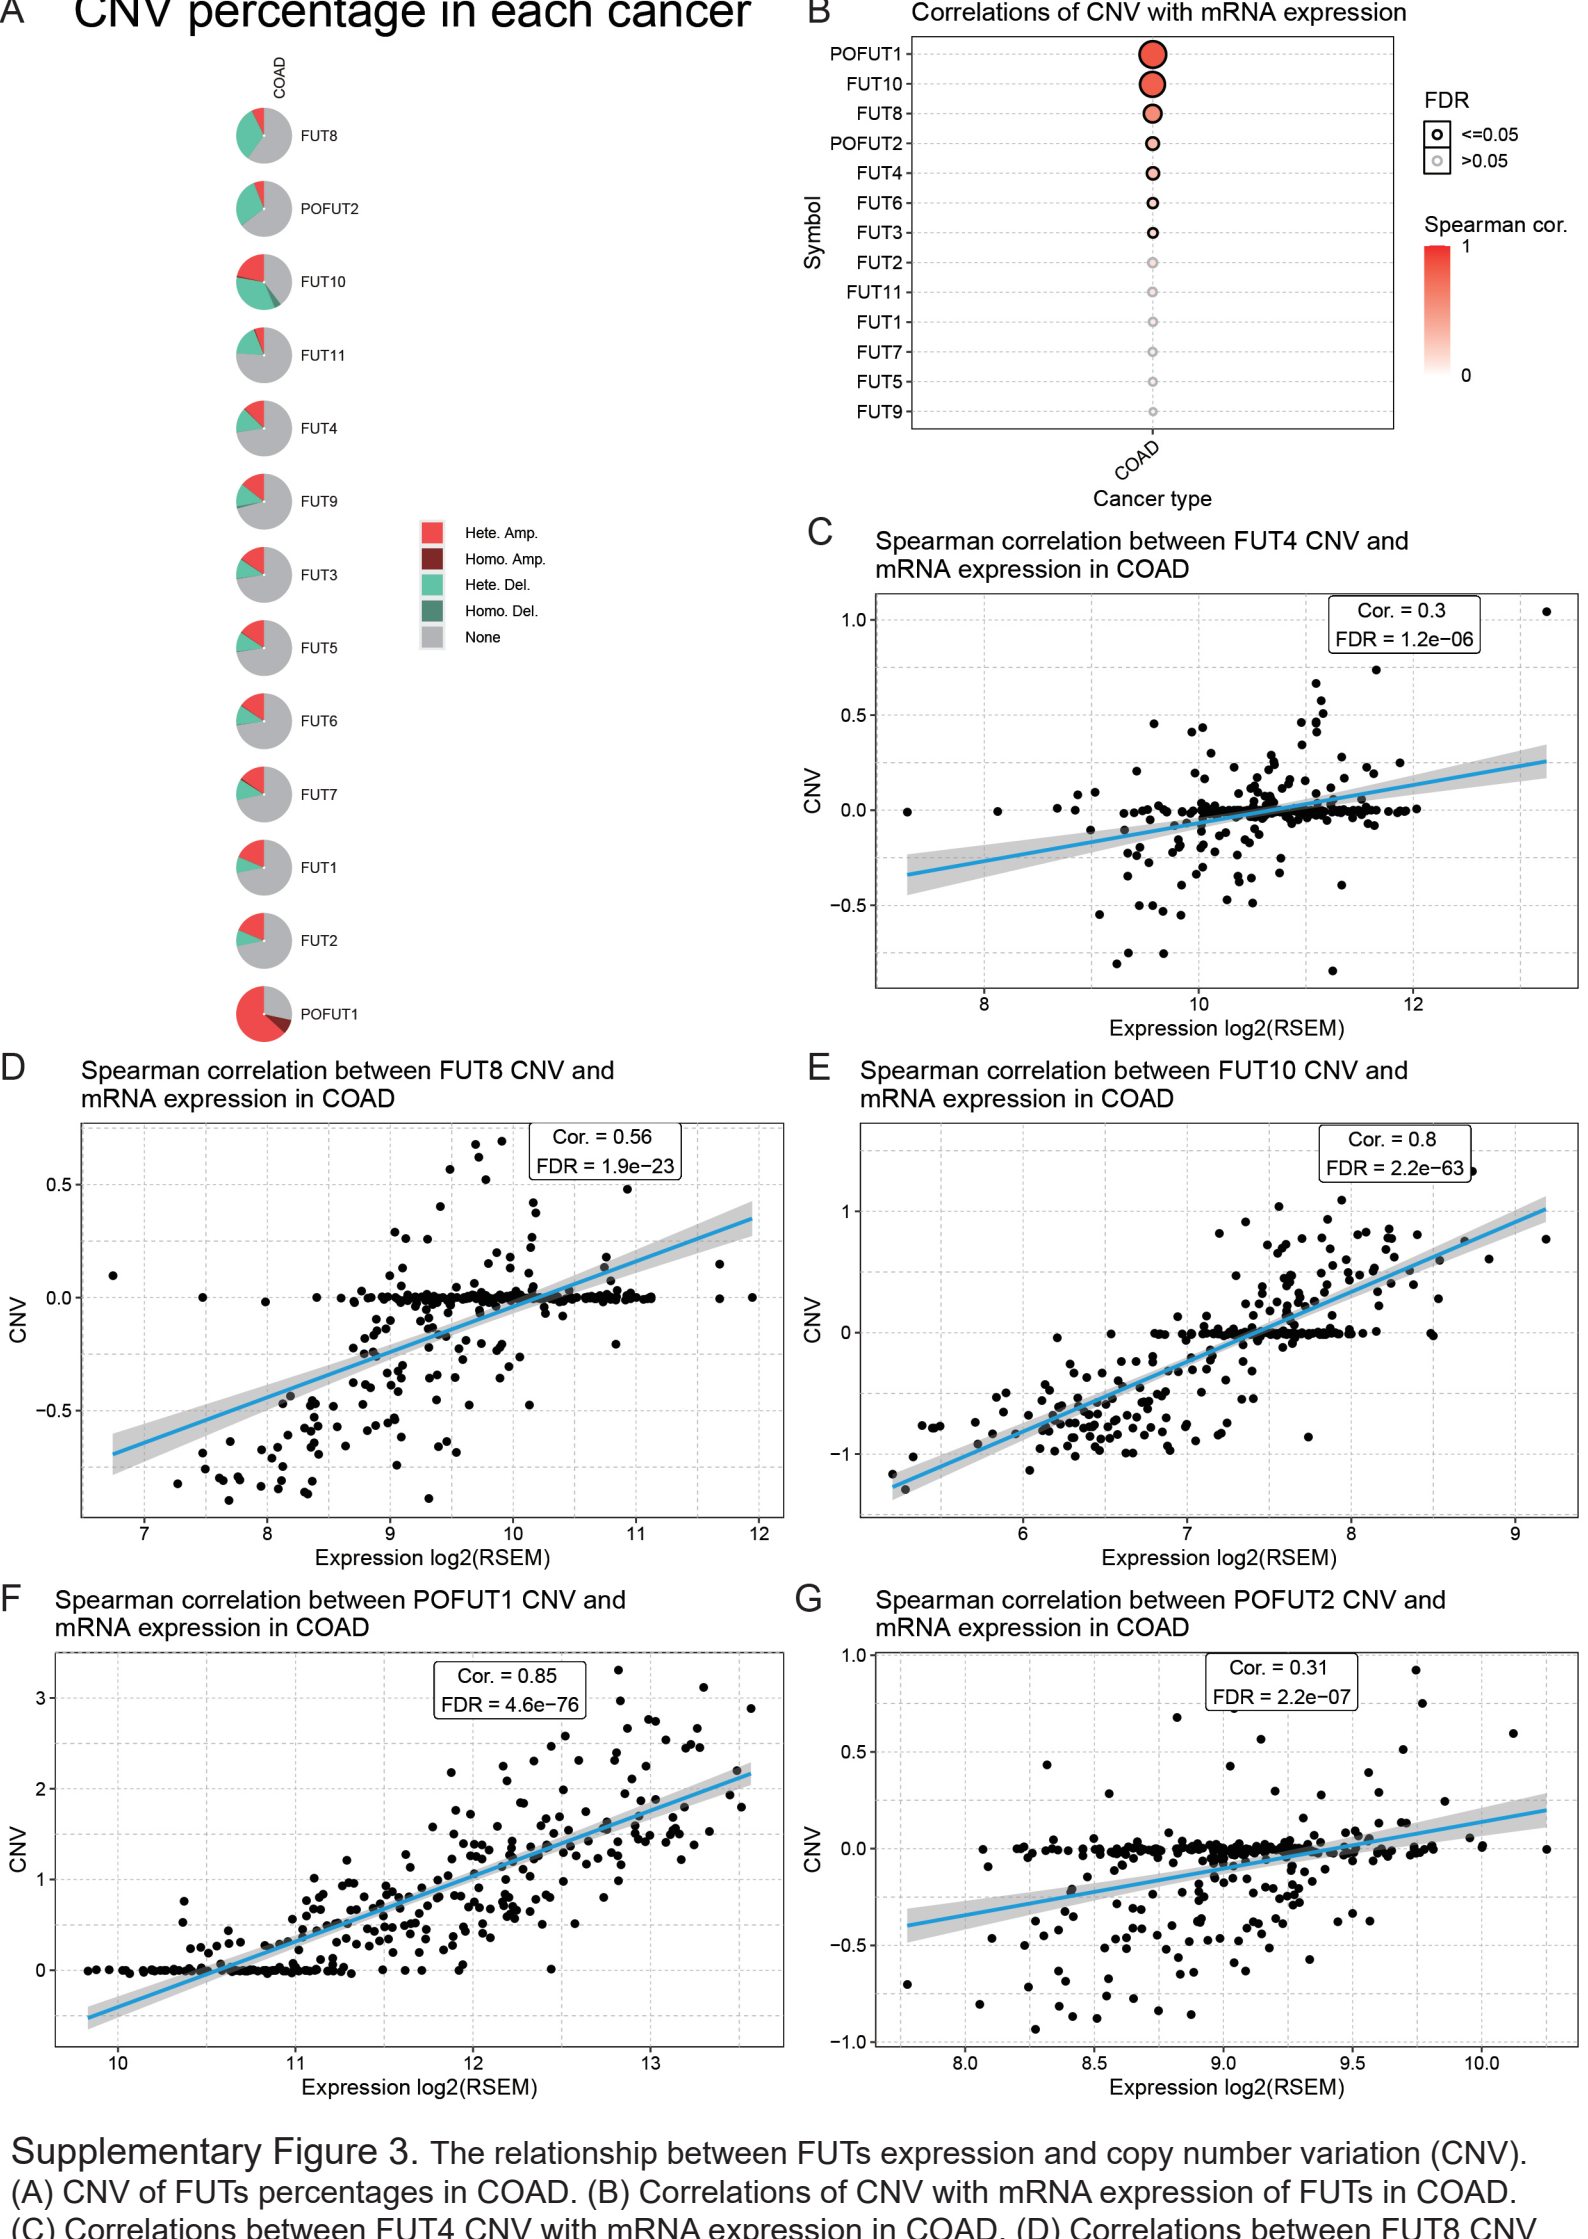 A
CNV percentage in each cancer
COAD
FUT8
POFUT2
FUT10
FUT11
FUT4
FUT9
FUT3
FUT5
FUT6
FUT7
FUT1
FUT2
POFUT1
Hete. Amp.
Homo. Amp.
Hete. Del.
Homo. Del.
None
B
Correlations of CNV with mRNA expression
Symbol
POFUT1
FUT10
FUT8
POFUT2
FUT4
FUT6
FUT3
FUT2
FUT11
FUT1
FUT7
FUT5
FUT9
COAD
Cancer type
FDR
<=0.05
>0.05
Spearman cor.
1
0
C
Spearman correlation between FUT4 CNV and
mRNA expression in COAD
Cor. = 0.3
FDR = 1.2e−06
CNV
1.0
0.5
0.0
−0.5
8 10 12
Expression log2(RSEM)
D
Spearman correlation between FUT8 CNV and
mRNA expression in COAD
Cor. = 0.56
FDR = 1.9e−23
CNV
0.5
0.0
−0.5
7 8 9 10 11 12
Expression log2(RSEM)
E
Spearman correlation between FUT10 CNV and
mRNA expression in COAD
Cor. = 0.8
FDR = 2.2e−63
CNV
1
0
−1
6 7 8 9
Expression log2(RSEM)
F
Spearman correlation between POFUT1 CNV and
mRNA expression in COAD
Cor. = 0.85
FDR = 4.6e−76
CNV
3
2
1
0
10 11 12 13
Expression log2(RSEM)
G
Spearman correlation between POFUT2 CNV and
mRNA expression in COAD
Cor. = 0.31
FDR = 2.2e−07
CNV
1.0
0.5
0.0
−0.5
−1.0
8.0 8.5 9.0 9.5 10.0
Expression log2(RSEM)
Supplementary Figure 3. The relationship between FUTs expression and copy number variation (CNV).
(A) CNV of FUTs percentages in COAD. (B) Correlations of CNV with mRNA expression of FUTs in COAD.
(C) Correlations between FUT4 CNV with mRNA expression in COAD. (D) Correlations between FUT8 CNV